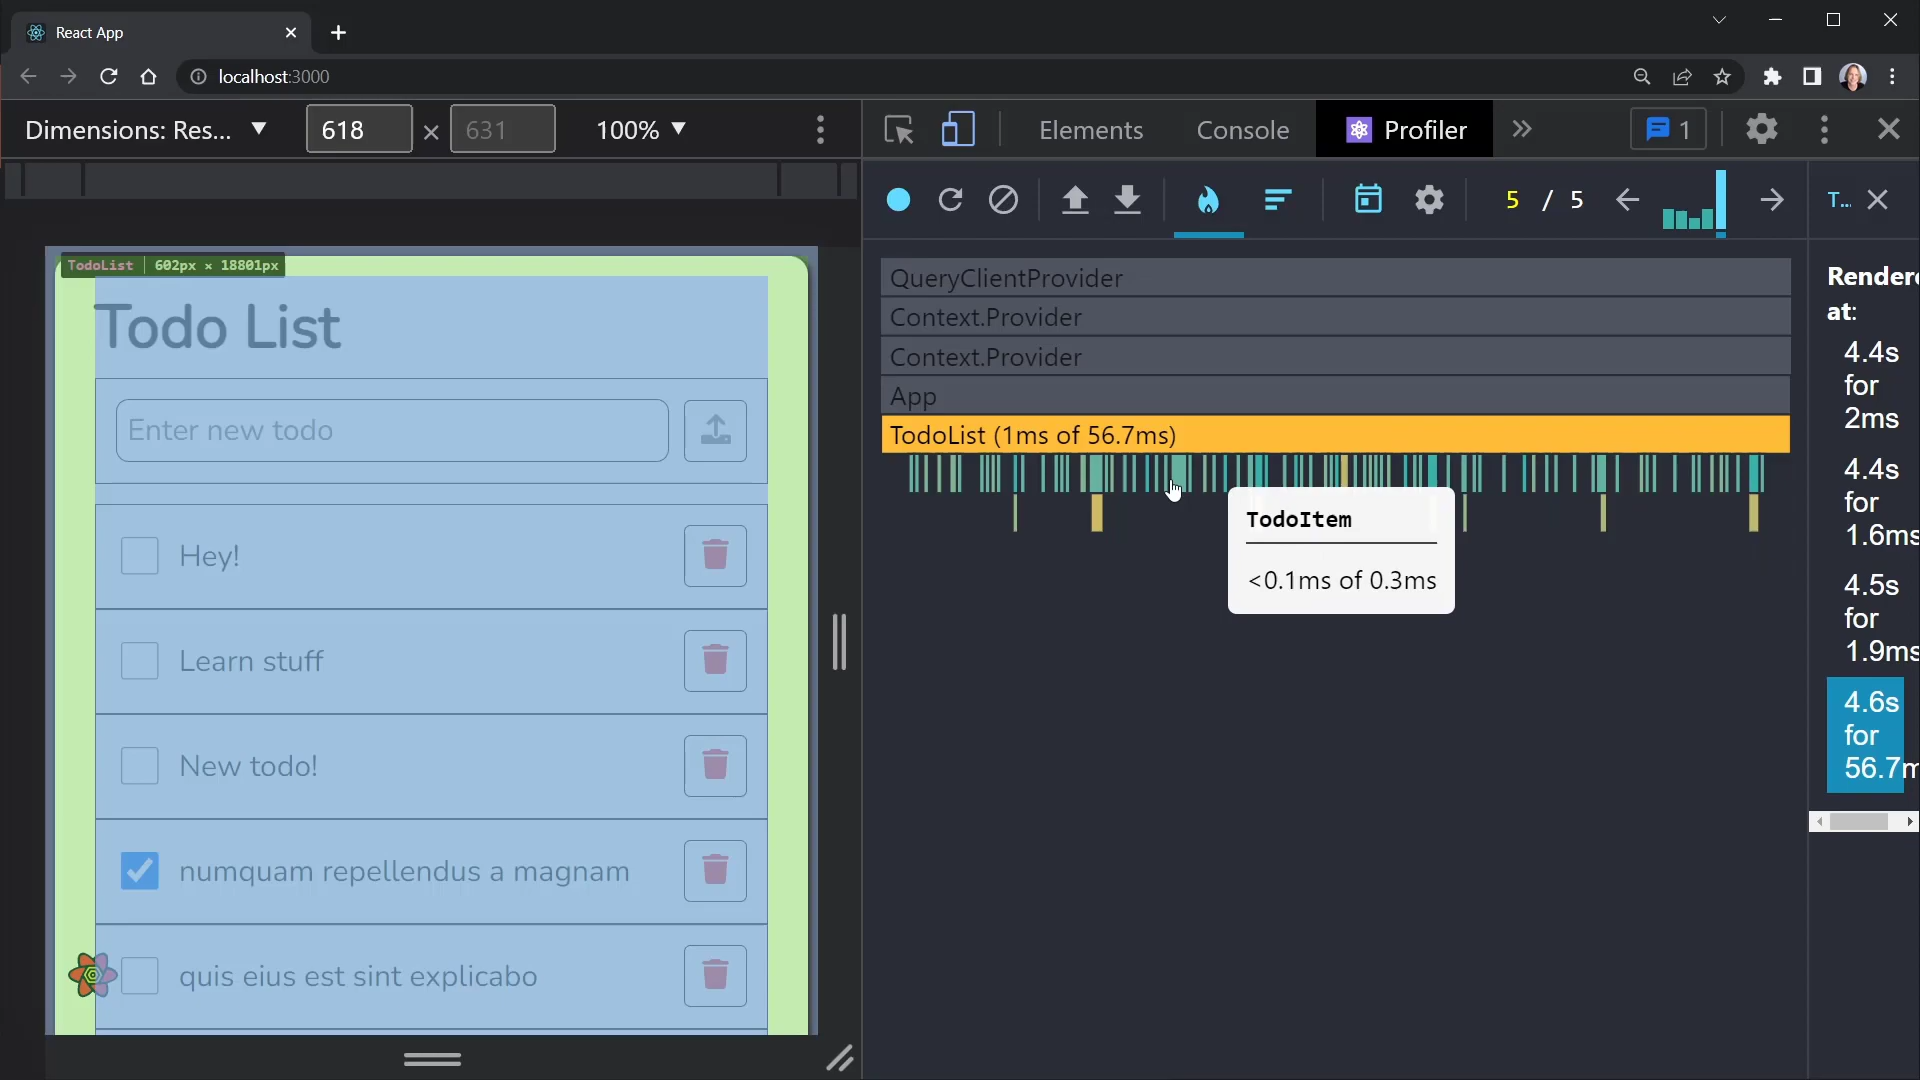 React App
localhost:3000
Dimensions: Res... ▼ 618 × 631 100% ▼
Elements Console Profiler 1
5 / 5
T...
TodoList 602px × 18801px
Todo List
Enter new todo
Hey!
Learn stuff
New todo!
numquam repellendus a magnam
quis eius est sint explicabo
QueryClientProvider
Context.Provider
Context.Provider
App
TodoList (1ms of 56.7ms)
TodoItem
<0.1ms of 0.3ms
Rendere
at:
4.4s
for
2ms
4.4s
for
1.6ms
4.5s
for
1.9ms
4.6s
for
56.7m